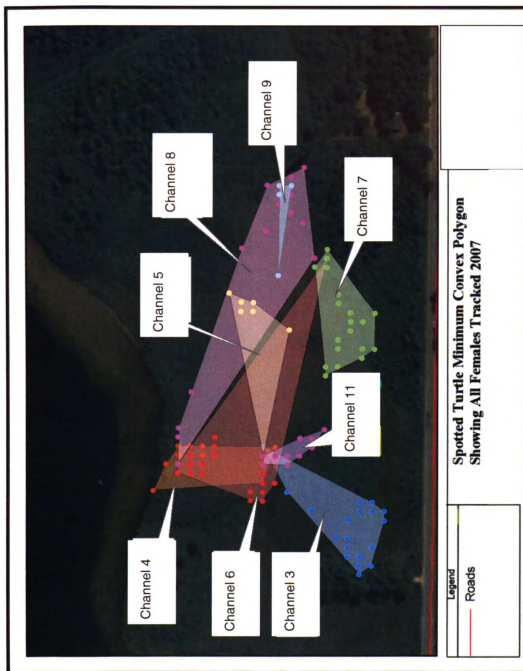 Channel 9
Channel 8
Channel 5
Channel 7
Channel 11
Channel 4
Channel 6
Channel 3
Spotted Turtle Minimum Convex Polygon
Showing All Females Tracked 2007
Legend
Roads